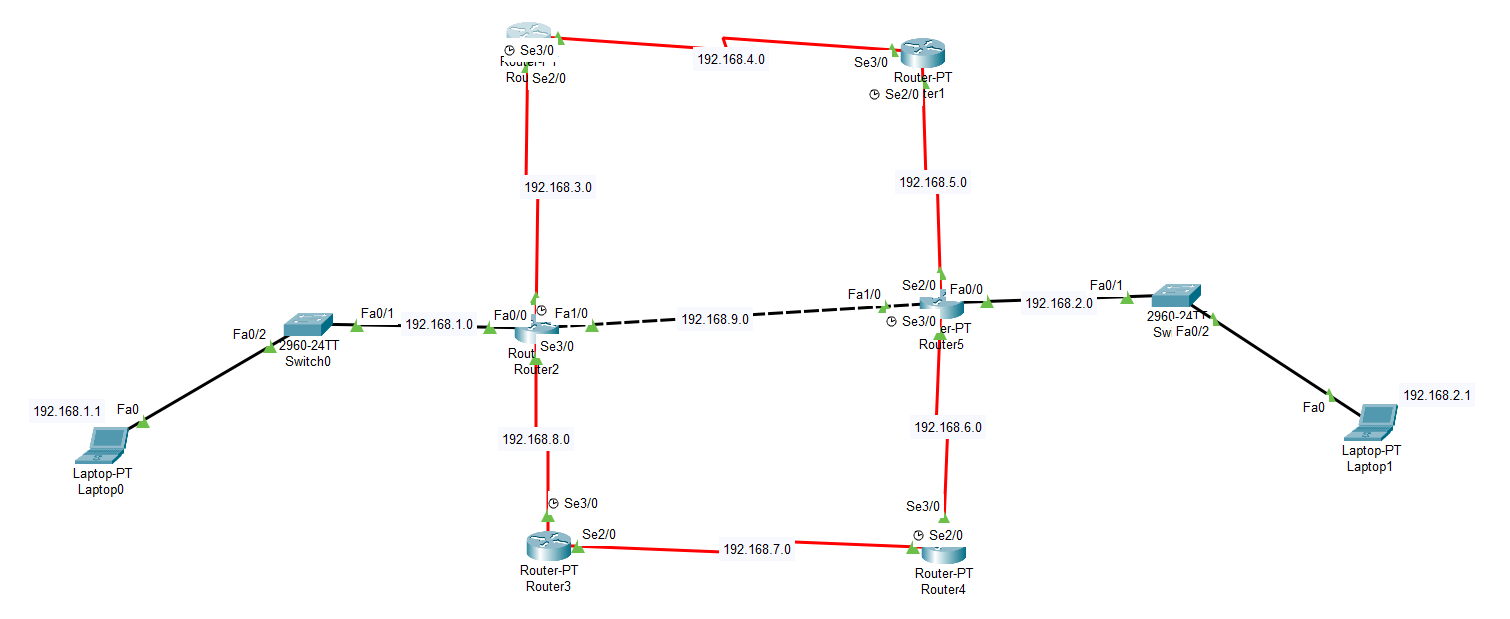 Se3/0
Rou
Se2/0
192.168.4.0
Se3/0
Router-PT
Se2/0
ter1
192.168.3.0
192.168.5.0
Se2/0
Fa0/0
Fa0/1
Fa1/0
192.168.2.0
2960-24TT
Sw
Fa0/2
Se3/0
er-PT
Router5
192.168.9.0
Fa0/1
192.168.1.0
Fa0/0
Fa1/0
Fa0/2
2960-24TT
Switch0
Rout
Se3/0
Router2
192.168.1.1
Fa0
Laptop-PT
Laptop0
192.168.2.1
Fa0
Laptop-PT
Laptop1
192.168.8.0
192.168.6.0
Se3/0
Se2/0
Router-PT
Router3
192.168.7.0
Se3/0
Se2/0
Router-PT
Router4